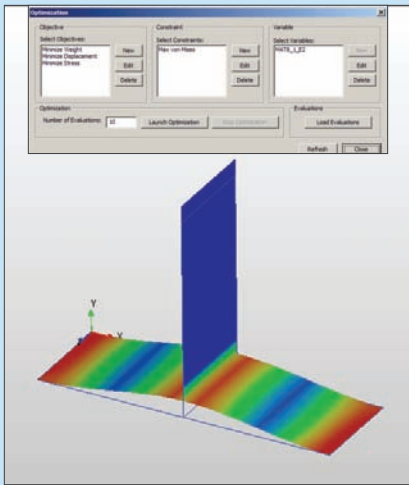 Optimization
Objective
Select Objectives:
Minimize Weight
Minimize Displacement
Minimize Stress
New
Edit
Delete
Constraint
Select Constraints:
Max von Mises
New
Edit
Delete
Variable
Select Variables:
MAT8_1_E2
New
Edit
Delete
Optimization
Number of Evaluations:
10
Launch Optimization
Stop Optimization
Evaluations
Load Evaluations
Refresh
Close
Y
X